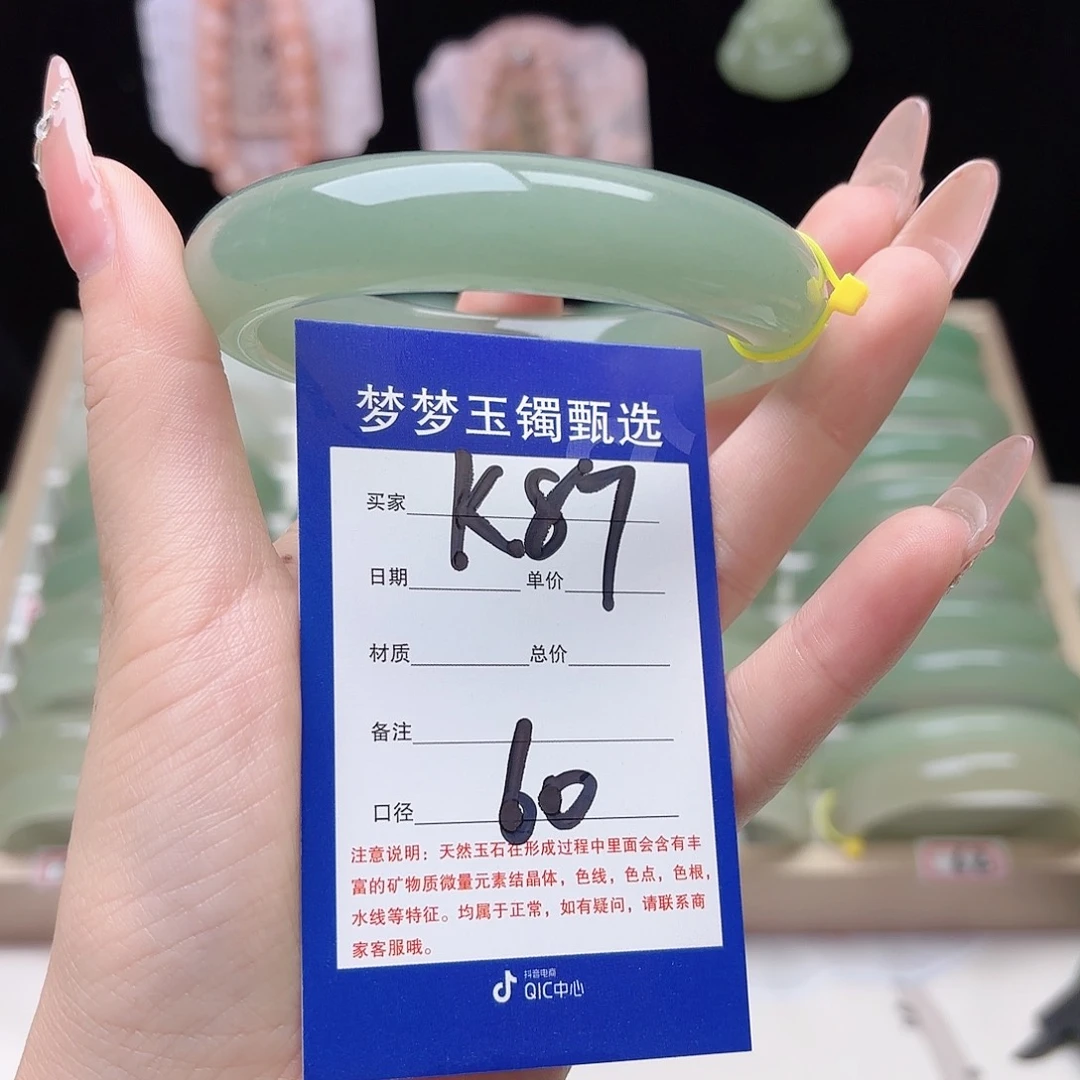 梦梦玉镯甄选
买家 K87
日期 单价
材质 总价
备注
口径 60
注意说明：天然玉石在形成过程中里面会含有丰
富的矿物质微量元素结晶体，色线，色点，色根，
水线等特征。均属于正常，如有疑问，请联系商
家客服哦。
抖音电商
QIC中心